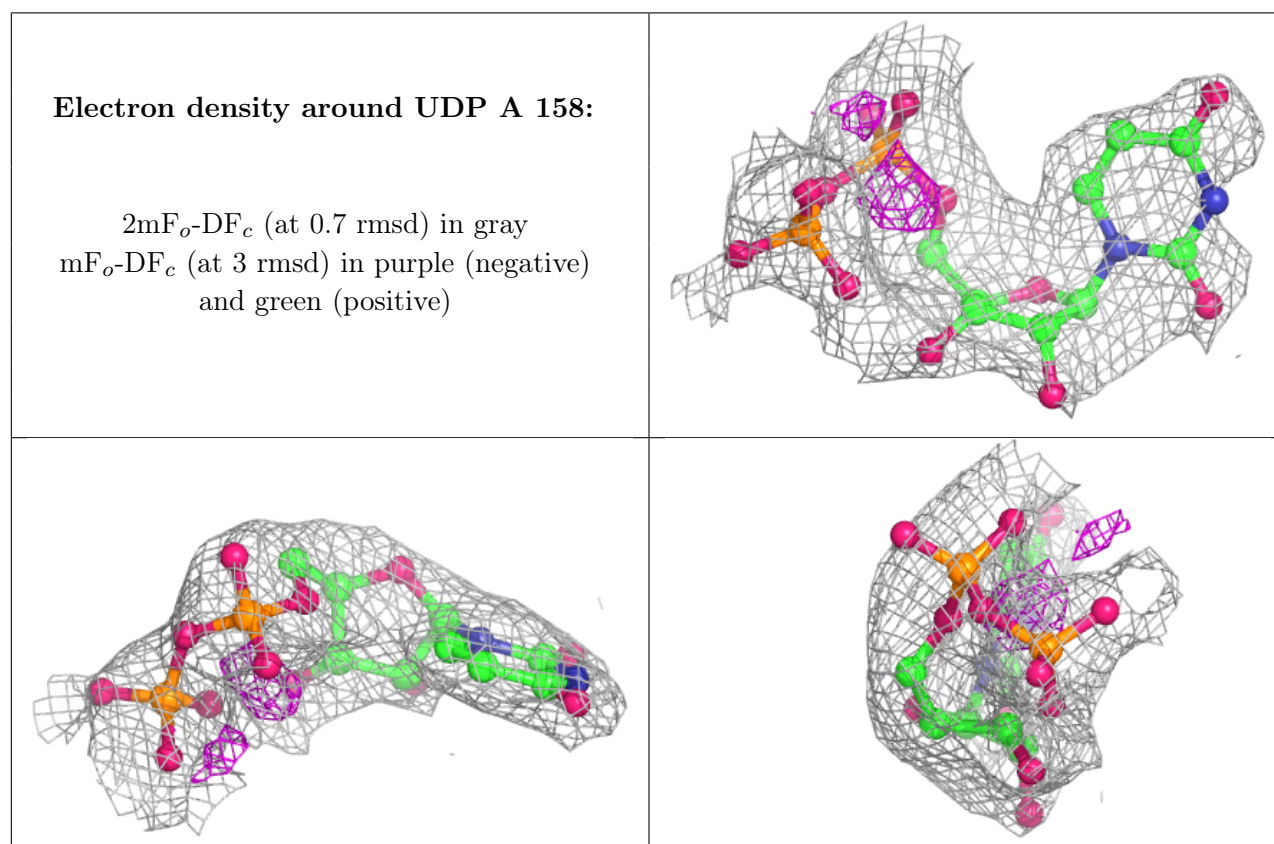 Electron density around UDP A 158:
2mFo-DFc (at 0.7 rmsd) in gray
mFo-DFc (at 3 rmsd) in purple (negative)
and green (positive)